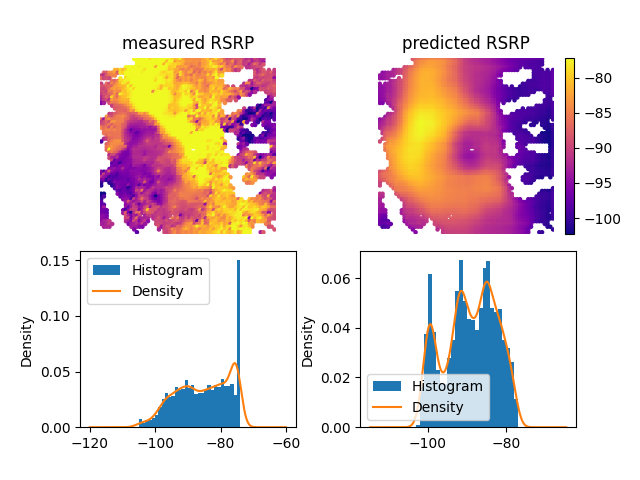 measured RSRP
predicted RSRP
−80
−85
−90
−95
−100
Density
0.15
0.10
0.05
0.00
Histogram
Density
−120
−100
−80
−60
Density
0.06
0.04
0.02
0.00
Histogram
Density
−100
−80